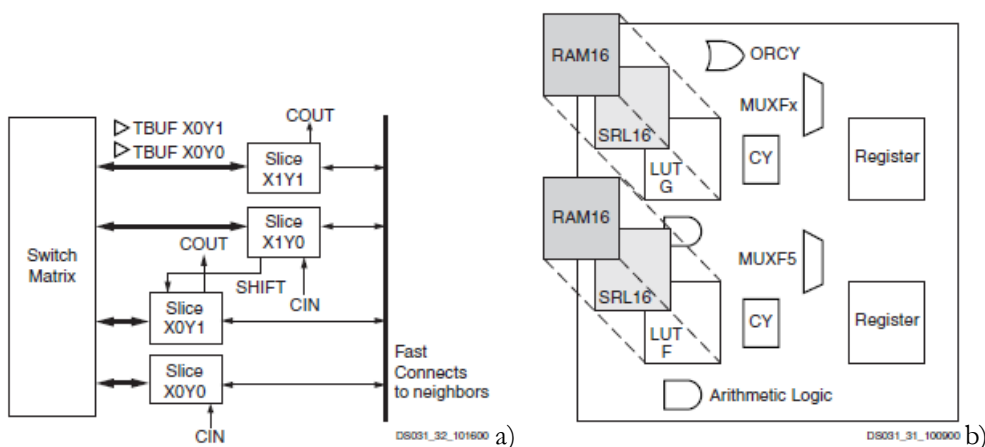 TBUF X0Y1
TBUF X0Y0
COUT
Slice
X1Y1
Slice
X1Y0
Switch
Matrix
COUT
SHIFT
CIN
Slice
X0Y1
Slice
X0Y0
CIN
Fast
Connects
to neighbors
DS031_32_101600
a)
RAM16
SRL16
LUT
G
ORCY
MUXFx
CY
Register
RAM16
SRL16
LUT
F
MUXF5
CY
Register
Arithmetic Logic
DS031_31_100900
b)